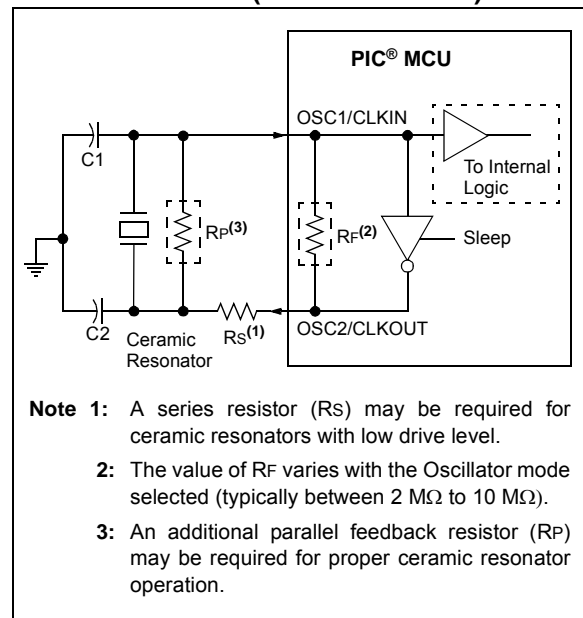 PIC® MCU
OSC1/CLKIN
C1
To Internal
Logic
RP(3)
RF(2)
Sleep
C2
Ceramic
Resonator
RS(1)
OSC2/CLKOUT
Note 1: A series resistor (RS) may be required for
ceramic resonators with low drive level.
2: The value of RF varies with the Oscillator mode
selected (typically between 2 MΩ to 10 MΩ).
3: An additional parallel feedback resistor (RP)
may be required for proper ceramic resonator
operation.